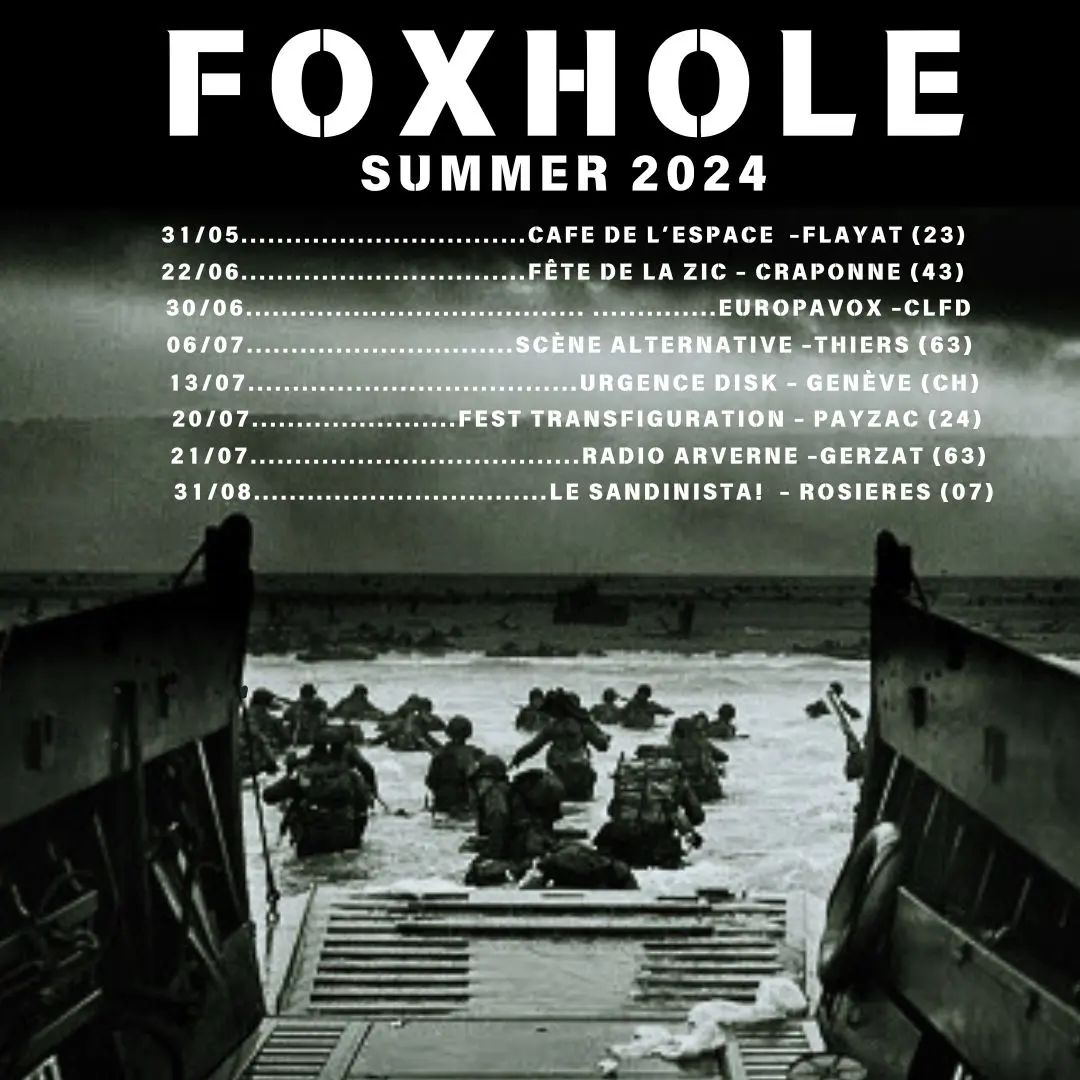 FOXHOLE
SUMMER 2024
31/05................................CAFE DE L'ESPACE -FLAYAT (23)
22/06................................FÊTE DE LA ZIC - CRAPONNE (43)
30/06...................................... ..............EUROPAVOX -CLFD
06/07..............................SCÈNE ALTERNATIVE -THIERS (63)
13/07.....................................URGENCE DISK - GENÈVE (CH)
20/07.......................FEST TRANSFIGURATION - PAYZAC (24)
21/07.....................................RADIO ARVERNE -GERZAT (63)
31/08.................................LE SANDINISTA! - ROSIERES (07)